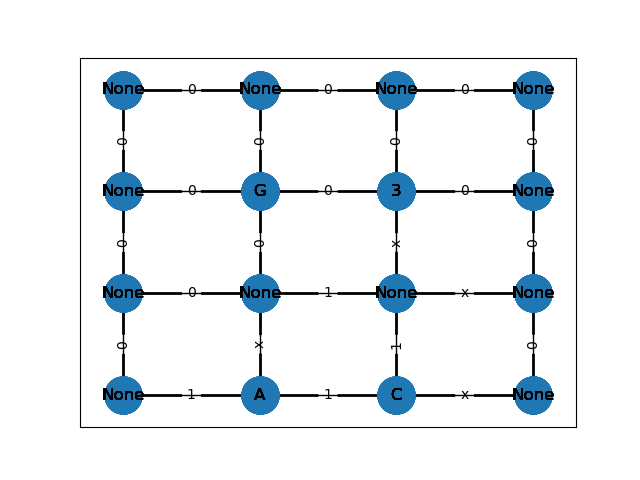 None 0 None 0 None 0 None
0 0 0 0
None 0 G 0 3 0 None
0 0 x 0
None 0 None 1 None x None
0 x 1 0
None 1 A 1 C x None